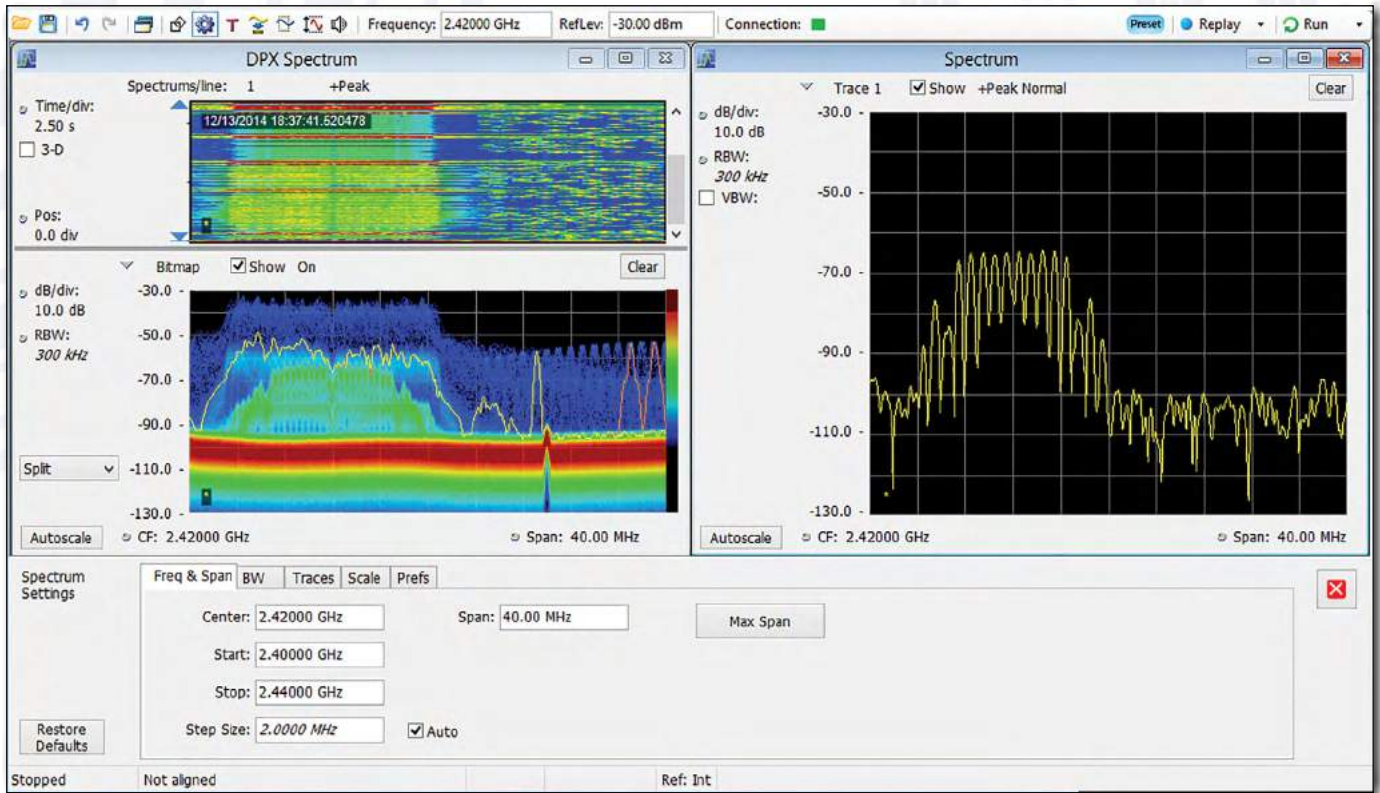 T Frequency: 2.42000 GHz RefLev: -30.00 dBm Connection: Preset Replay Run
DPX Spectrum
Spectrums/line: 1 +Peak
Time/div:
2.50 s
3-D
Pos:
0.0 div
12/13/2014 18:37:41.520478
Bitmap Show On Clear
dB/div:
10.0 dB
RBW:
300 kHz
Split
-30.0
-50.0
-70.0
-90.0
-110.0
-130.0
Autoscale CF: 2.42000 GHz Span: 40.00 MHz
Spectrum
Trace 1 Show +Peak Normal Clear
dB/div:
10.0 dB
RBW:
300 kHz
VBW:
-30.0
-50.0
-70.0
-90.0
-110.0
-130.0
Autoscale CF: 2.42000 GHz Span: 40.00 MHz
Spectrum
Settings
Freq & Span BW Traces Scale Prefs
Center: 2.42000 GHz Span: 40.00 MHz Max Span
Start: 2.40000 GHz
Stop: 2.44000 GHz
Step Size: 2.0000 MHz Auto
Restore
Defaults
Stopped Not aligned Ref: Int